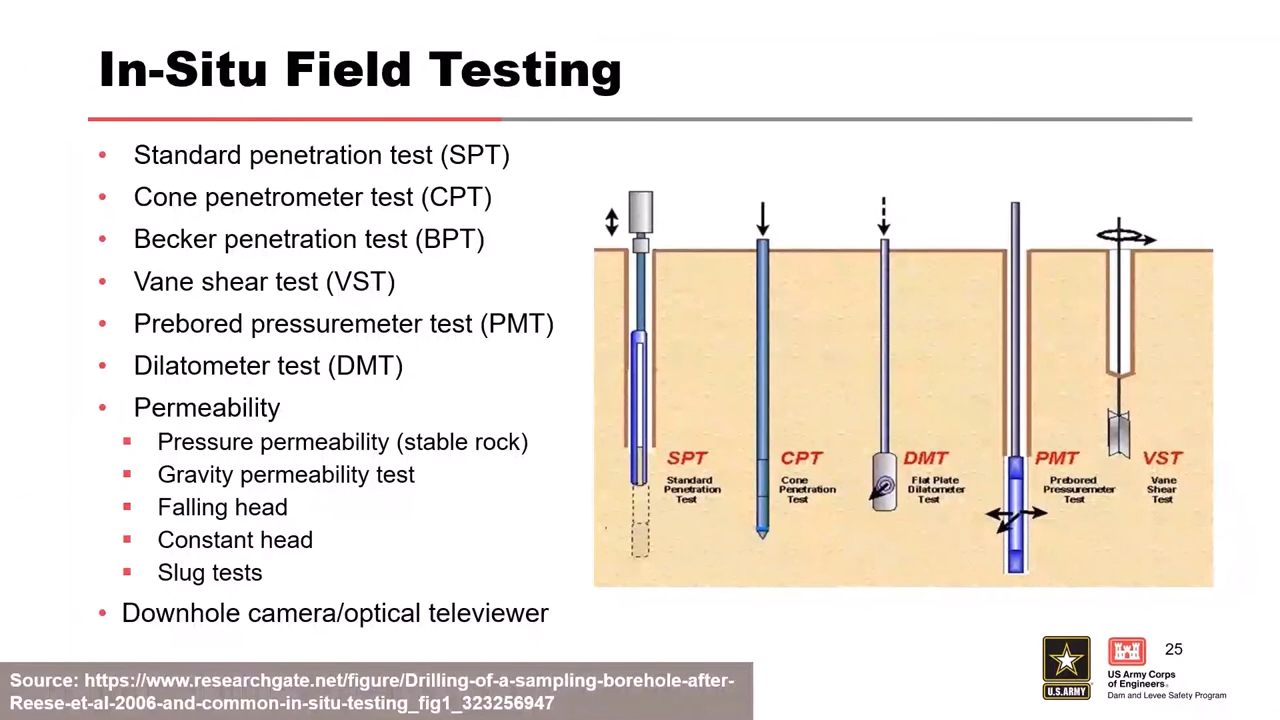 In-Situ Field Testing
• Standard penetration test (SPT)
• Cone penetrometer test (CPT)
• Becker penetration test (BPT)
• Vane shear test (VST)
• Prebored pressuremeter test (PMT)
• Dilatometer test (DMT)
• Permeability
▪ Pressure permeability (stable rock)
▪ Gravity permeability test
▪ Falling head
▪ Constant head
▪ Slug tests
• Downhole camera/optical televiewer
SPT
Standard
Penetration
Test
CPT
Cone
Penetration
Test
DMT
Flat Plate
Dilatometer
Test
PMT
Prebored
Pressuremeter
Test
VST
Vane
Shear
Test
U.S.ARMY
US Army Corps
of Engineers®
Dam and Levee Safety Program
25
Source: https://www.researchgate.net/figure/Drilling-of-a-sampling-borehole-after-
Reese-et-al-2006-and-common-in-situ-testing_fig1_323256947